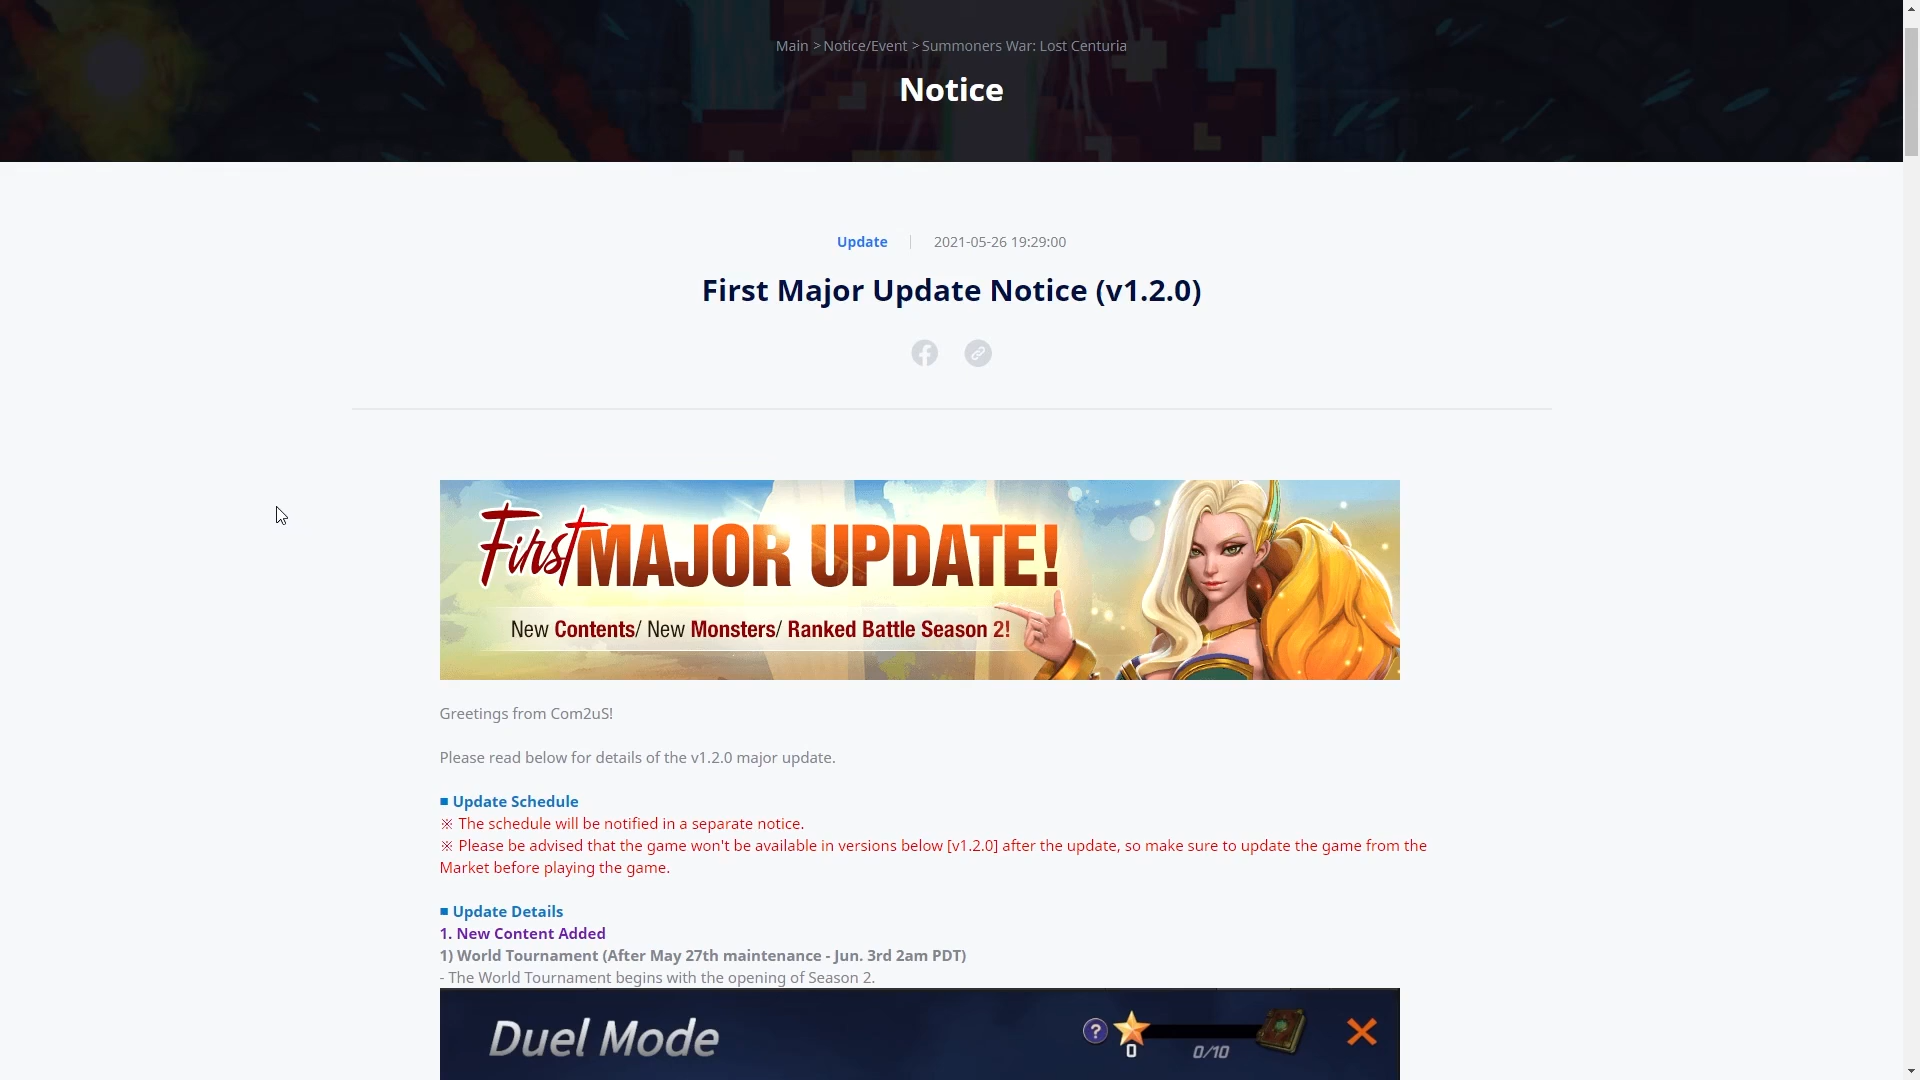 Main > Notice/Event > Summoners War: Lost Centuria
Notice
Update | 2021-05-26 19:29:00
First Major Update Notice (v1.2.0)
First MAJOR UPDATE!
New Contents/ New Monsters/ Ranked Battle Season 2!
Greetings from Com2uS!
Please read below for details of the v1.2.0 major update.
■ Update Schedule
※ The schedule will be notified in a separate notice.
※ Please be advised that the game won't be available in versions below [v1.2.0] after the update, so make sure to update the game from the
Market before playing the game.
■ Update Details
1. New Content Added
1) World Tournament (After May 27th maintenance - Jun. 3rd 2am PDT)
- The World Tournament begins with the opening of Season 2.
Duel Mode ? 0 0/10